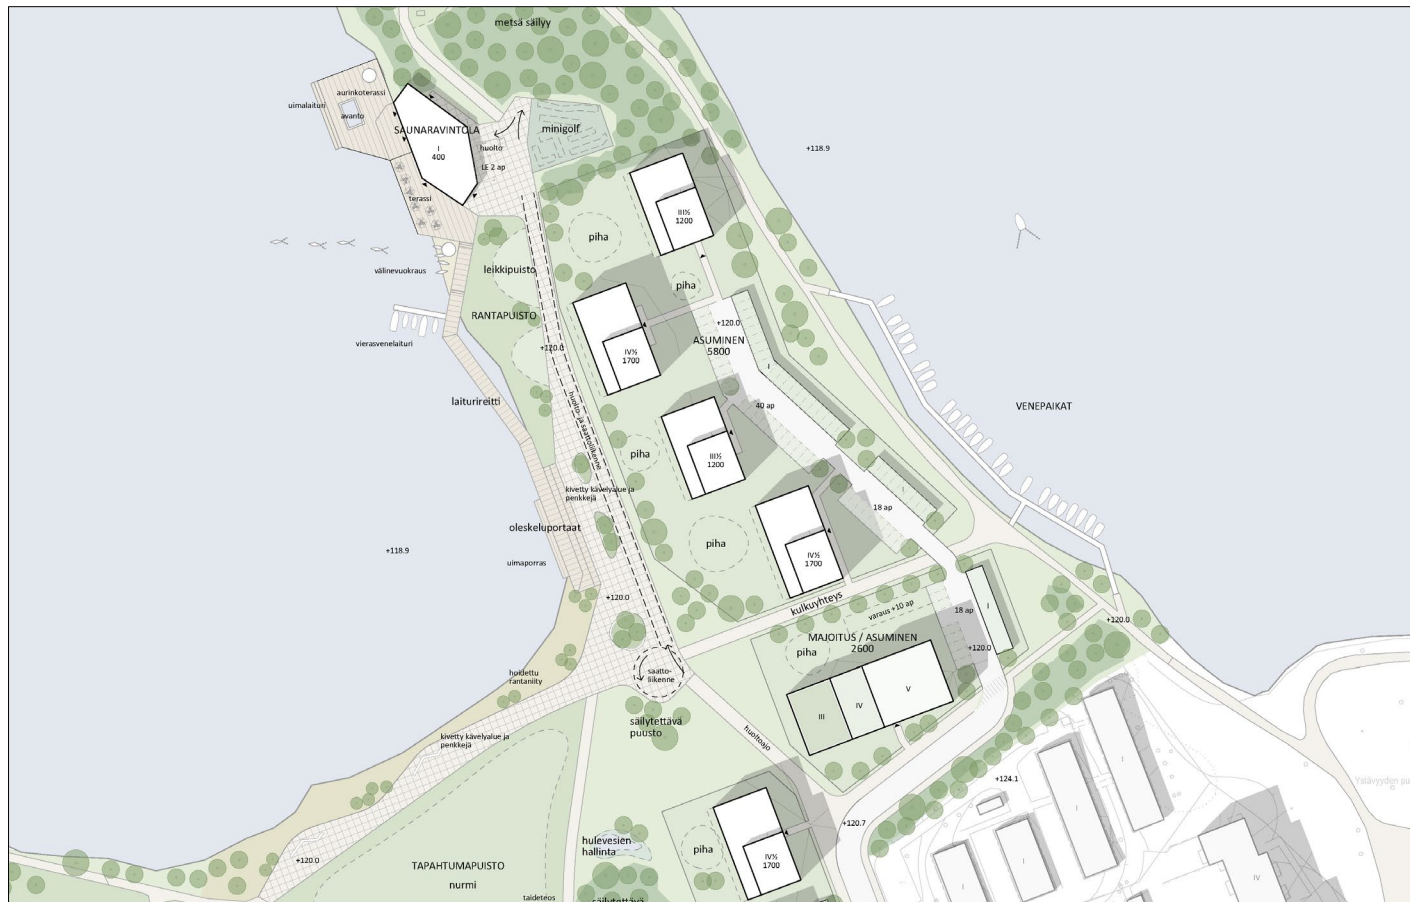 metsä säilyy
aurinkoterassi
uimalaituri
avanto
SAUNARAVINTOLA
I
400
minigolf
huolto
LE 2 ap
terassi
+118.9
III½
1200
piha
leikkipuisto
välinevuokraus
piha
RANTAPUISTO
+120.0
vierasvenelaituri
+120.0
IV½
1700
ASUMINEN
5800
I
laiturireitti
huolto- ja saattoliikenne
40 ap
VENEPAIKAT
piha
III½
1200
kivetty kävelyalue ja
penkkejä
I
18 ap
oleskeluportaat
piha
+118.9
uimaporras
IV½
1700
+120.0
kulkuyhteys
varaus +10 ap
18 ap
I
+120.0
MAJOITUS / ASUMINEN
2600
piha
+120.0
hoidettu
rantaniity
saatto-
liikenne
III
IV
V
säilytettävä
puusto
kivetty kävelyalue ja
penkkejä
huoltoajo
I
+124.1
Ystävyyden su
I
+120.7
hulevesien
hallinta
piha
IV½
1700
I
I
IV
+120.0
TAPAHTUMAPUISTO
nurmi
taideteos
säilytettävä